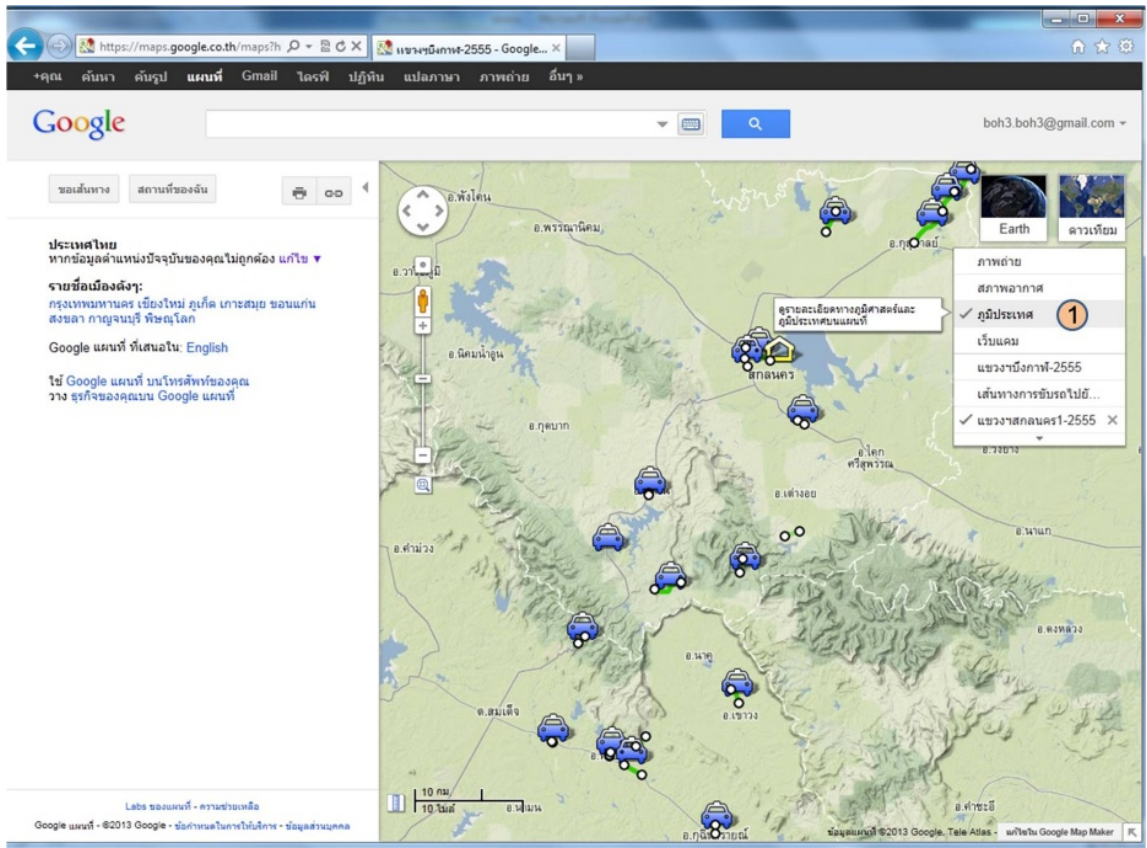 https://maps.google.co.th/maps?h
แขวงฯบึงกาฬ-2555 - Google...
+คุณ ค้นหา ค้นรูป แผนที่ Gmail ไดรฟ์ ปฏิทิน แปลภาษา ภาพถ่าย อื่นๆ »
Google
boh3.boh3@gmail.com
ขอเส้นทาง สถานที่ของฉัน
ประเทศไทย
หากข้อมูลตำแหน่งปัจจุบันของคุณไม่ถูกต้อง แก้ไข ▼
รายชื่อเมืองดังๆ:
กรุงเทพมหานคร เชียงใหม่ ภูเก็ต เกาะสมุย ขอนแก่น
สงขลา กาญจนบุรี พิษณุโลก
Google แผนที่ ที่เสนอใน: English
ใช้ Google แผนที่ บนโทรศัพท์ของคุณ
วาง ธุรกิจของคุณบน Google แผนที่
Labs ของแผนที่ - ความช่วยเหลือ
Google แผนที่ - ©2013 Google - ข้อกำหนดในการให้บริการ - ข้อมูลส่วนบุคคล
Earth
ดาวเทียม
ภาพถ่าย
สภาพอากาศ
ภูมิประเทศ
1
เว็บแคม
แขวงฯบึงกาฬ-2555
เส้นทางการขับรถไปยั...
แขวงฯสกลนคร1-2555
ดูรายละเอียดทางภูมิศาสตร์และ
ภูมิประเทศบนแผนที่
อ.พังโคน
อ.พรรณานิคม
อ.นิคมน้ำอูน
สกลนคร
อ.กุดบาก
อ.โคก
ศรีสุพรรณ
อ.เต่างอย
อ.นาแก
อ.คำม่วง
อ.ดงหลวง
อ.นาคู
อ.เขาวง
ต.สมเด็จ
อ.คำชะอี
10 กม.
10 ไมล์
ข้อมูลแผนที่ ©2013 Google, Tele Atlas -
แก้ไขใน Google Map Maker